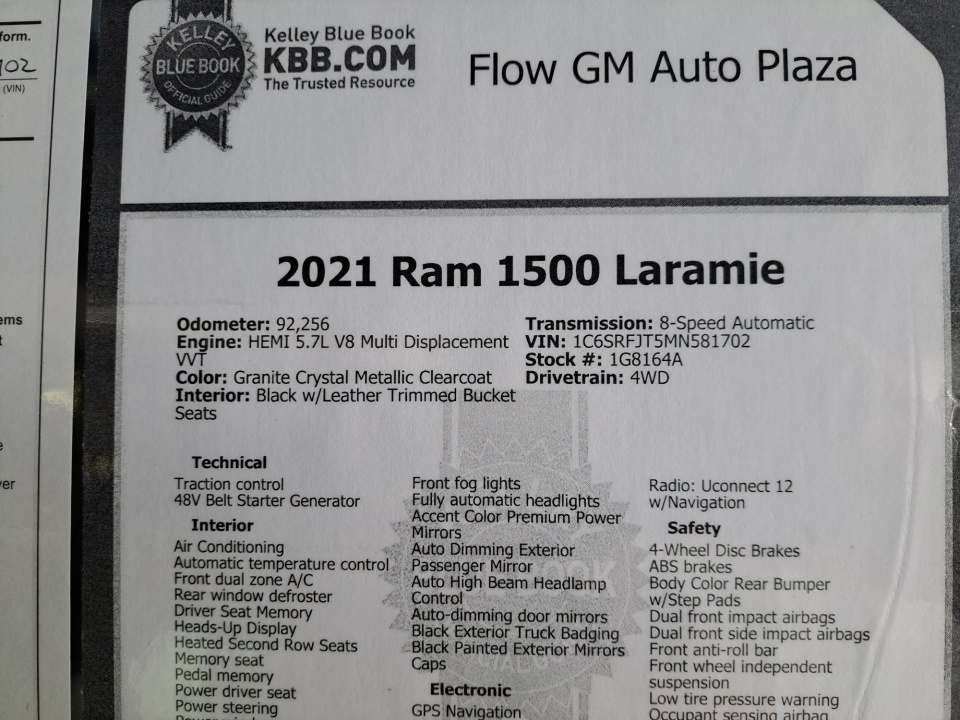 form.
902
(VIN)
ems
ver
KELLEY
BLUE BOOK
OFFICIAL GUIDE
Kelley Blue Book
KBB.COM
The Trusted Resource
Flow GM Auto Plaza
2021 Ram 1500 Laramie
Odometer: 92,256
Engine: HEMI 5.7L V8 Multi Displacement
VVT
Color: Granite Crystal Metallic Clearcoat
Interior: Black w/Leather Trimmed Bucket
Seats
Transmission: 8-Speed Automatic
VIN: 1C6SRFJT5MN581702
Stock #: 1G8164A
Drivetrain: 4WD
Technical
Traction control
48V Belt Starter Generator
Interior
Air Conditioning
Automatic temperature control
Front dual zone A/C
Rear window defroster
Driver Seat Memory
Heads-Up Display
Heated Second Row Seats
Memory seat
Pedal memory
Power driver seat
Power steering
Front fog lights
Fully automatic headlights
Accent Color Premium Power
Mirrors
Auto Dimming Exterior
Passenger Mirror
Auto High Beam Headlamp
Control
Auto-dimming door mirrors
Black Exterior Truck Badging
Black Painted Exterior Mirrors
Caps
Electronic
GPS Navigation
Radio: Uconnect 12
w/Navigation
Safety
4-Wheel Disc Brakes
ABS brakes
Body Color Rear Bumper
w/Step Pads
Dual front impact airbags
Dual front side impact airbags
Front anti-roll bar
Front wheel independent
suspension
Low tire pressure warning
Occupant sensing airbag